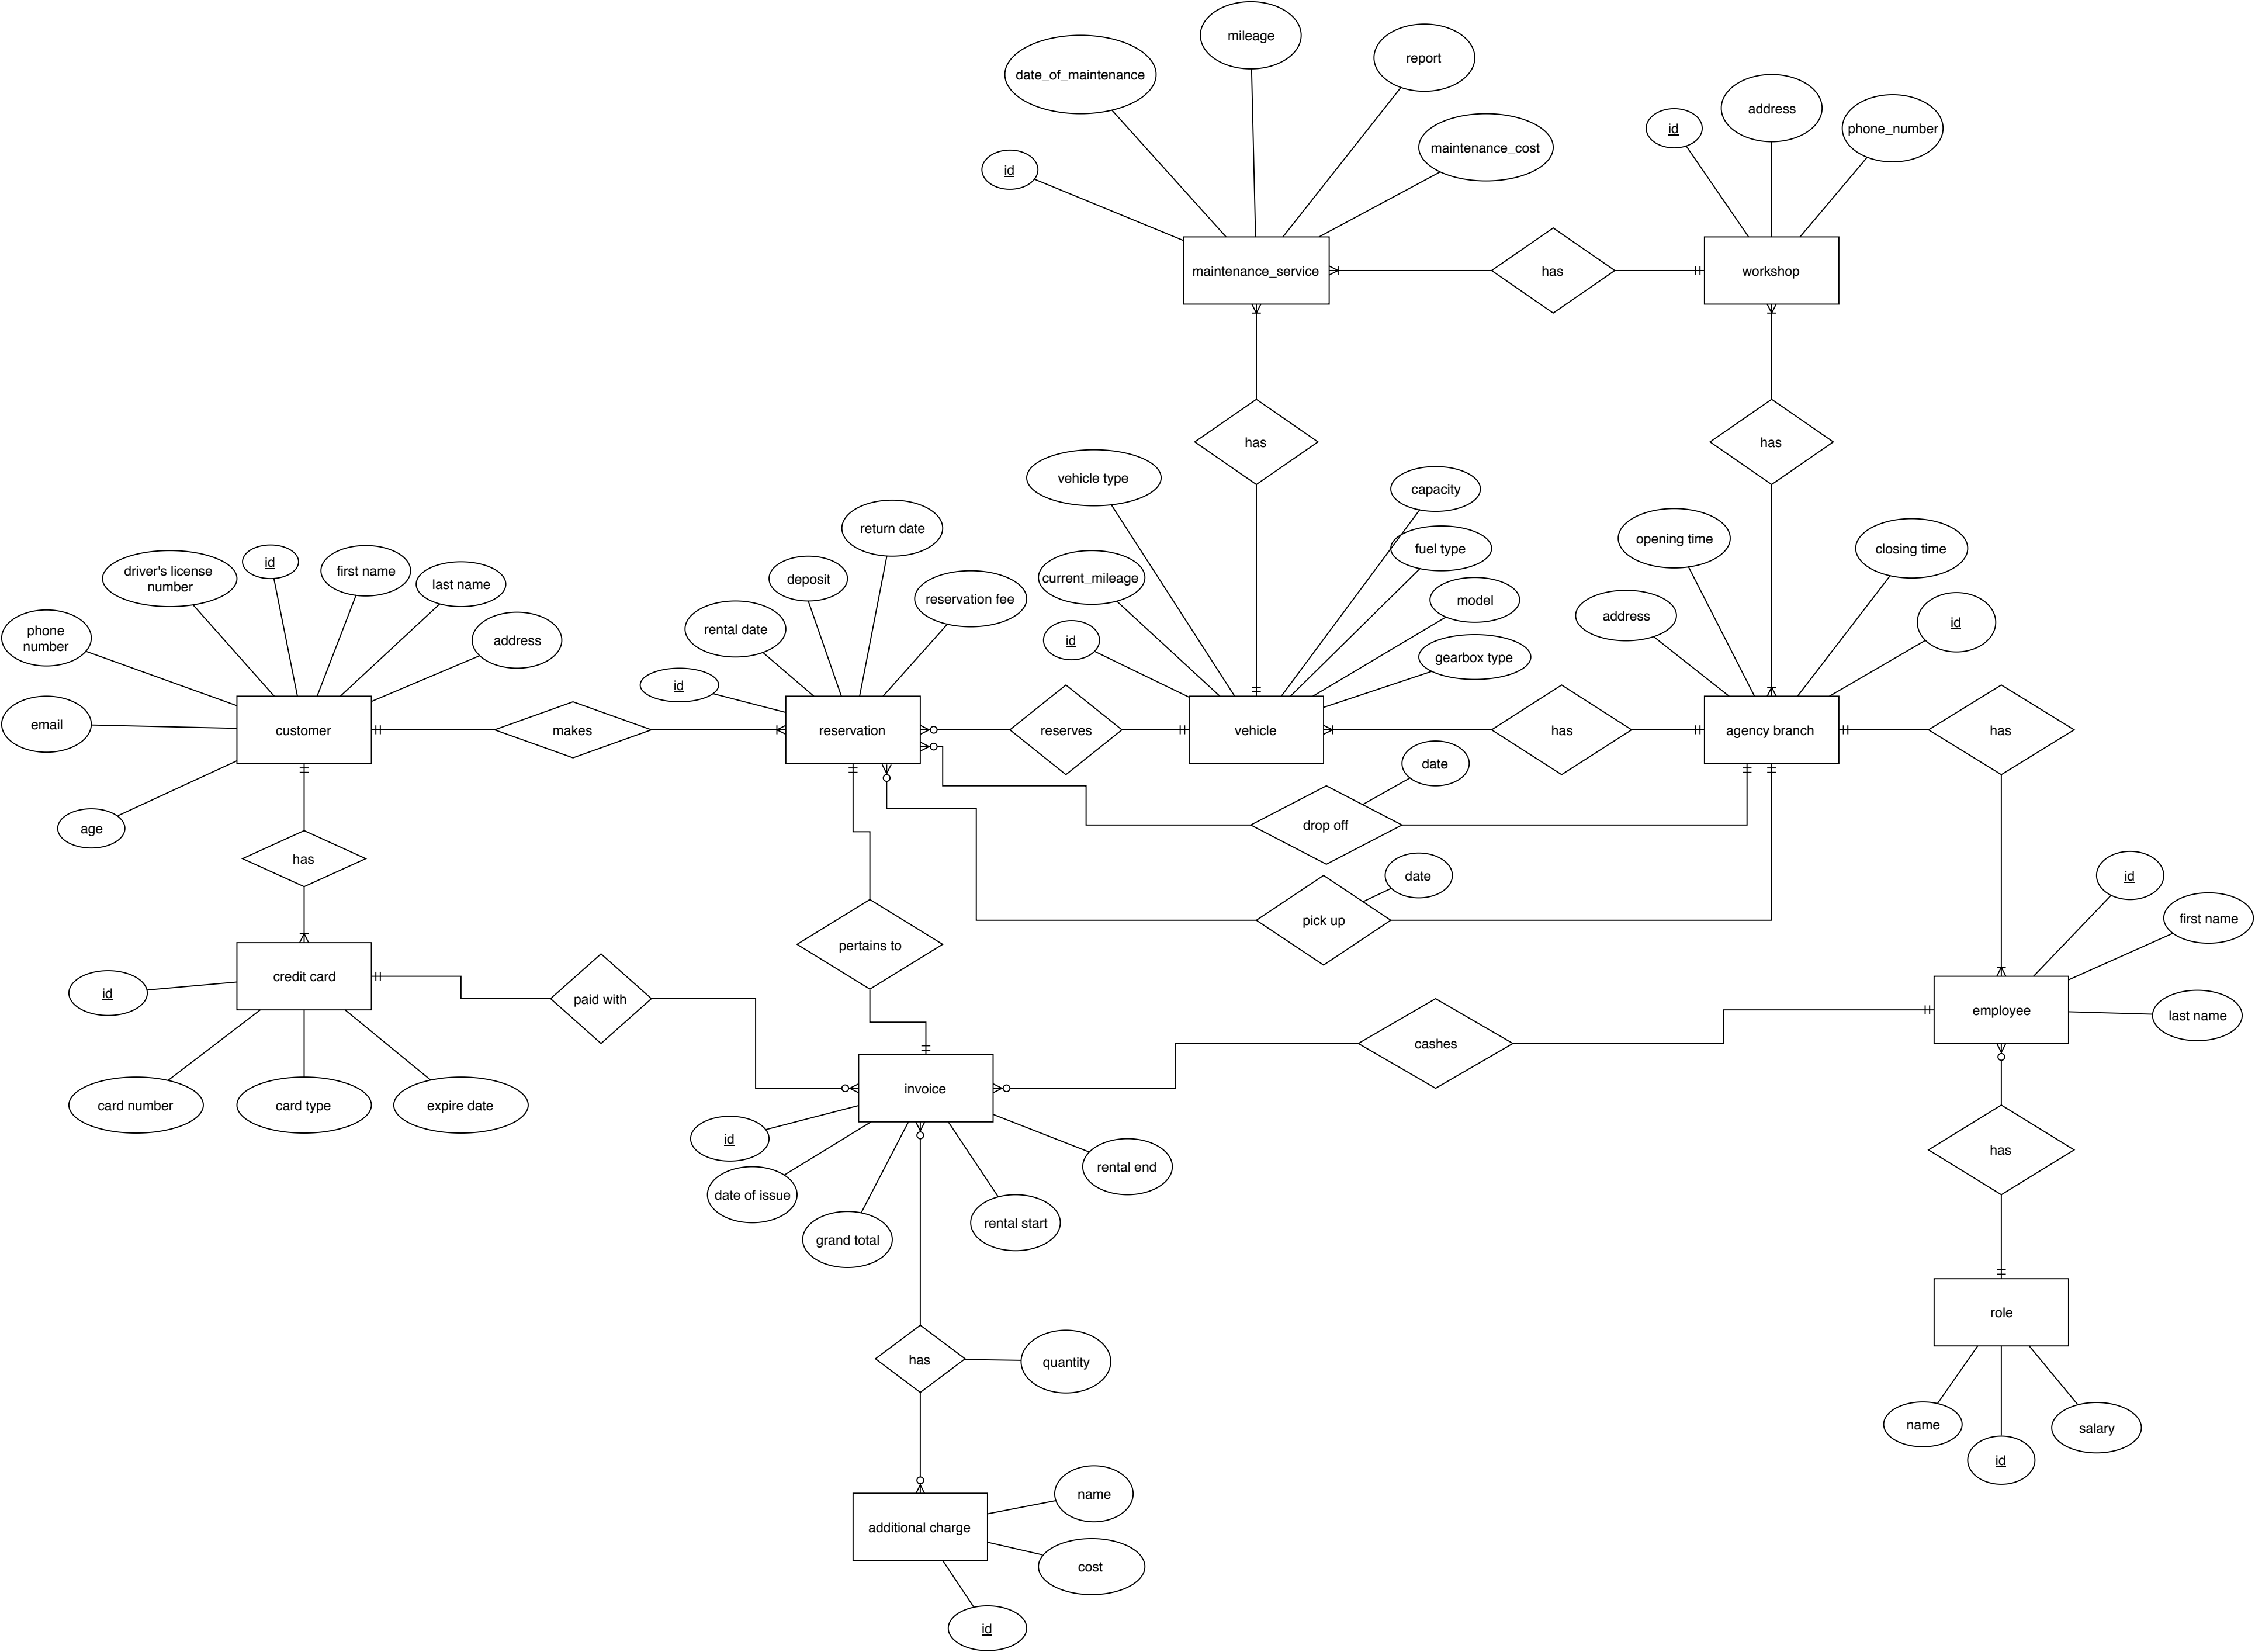 mileage
report
date_of_maintenance
address
id
phone_number
maintenance_cost
id
maintenance_service
has
workshop
has
has
vehicle type
capacity
return date
opening time
fuel type
closing time
id
first name
driver's license
number
deposit
current_mileage
last name
reservation fee
model
address
id
rental date
phone
number
address
id
gearbox type
id
email
customer
makes
reservation
reserves
vehicle
has
agency branch
has
date
drop off
age
has
date
id
pick up
first name
pertains to
credit card
id
paid with
employee
last name
cashes
invoice
card number
card type
expire date
id
has
rental end
date of issue
rental start
grand total
role
has
quantity
name
salary
id
name
additional charge
cost
id